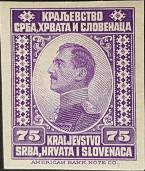 КРАЉЕВСТВО
СРБА, ХРВАТА И СЛОВЕНАЦА
75 KRALJEVSTVO 75
SRBA, HRVATA I SLOVENACA
AMERICAN BANK NOTE CO.